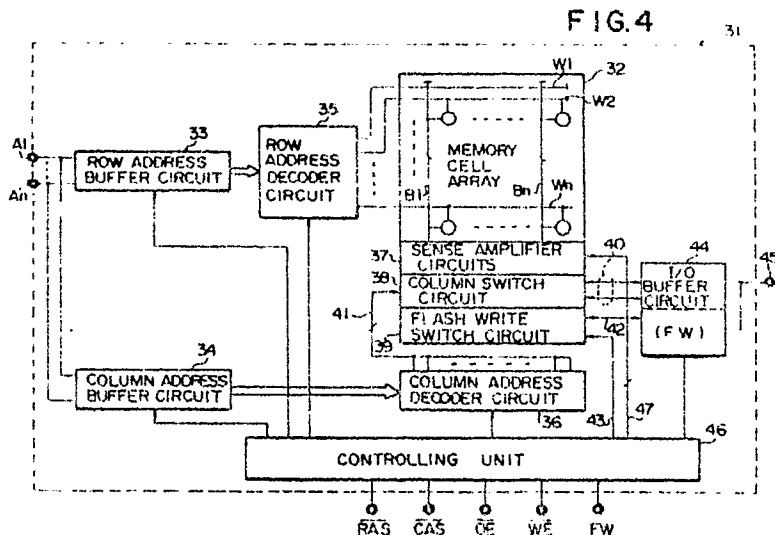 FIG.4
31
32
W1
W2
35
33
A1
An
ROW ADDRESS
BUFFER CIRCUIT
ROW
ADDRESS
DECODER
CIRCUIT
MEMORY
CELL
ARRAY
B1
Bn
Wn
37
SENSE AMPLIFIER
CIRCUITS
38
COLUMN SWITCH
CIRCUIT
39
FLASH WRITE
SWITCH CIRCUIT
40
41
42
44
I/O
BUFFER
CIRCUIT
(FW)
45
34
COLUMN ADDRESS
BUFFER CIRCUIT
COLUMN ADDRESS
DECODER CIRCUIT
36
43
47
46
CONTROLLING UNIT
RAS CAS OE WE FW